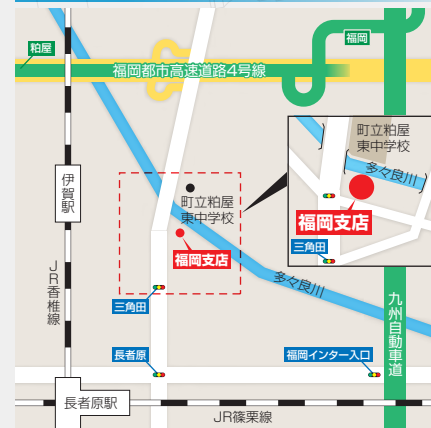 粕屋
福岡
福岡都市高速道路4号線
町立粕屋
東中学校
多々良川
福岡支店
三角田
伊賀駅
町立粕屋
東中学校
福岡支店
多々良川
JR香椎線
三角田
九州自動車道
長者原
福岡インター入口
長者原駅
JR篠栗線